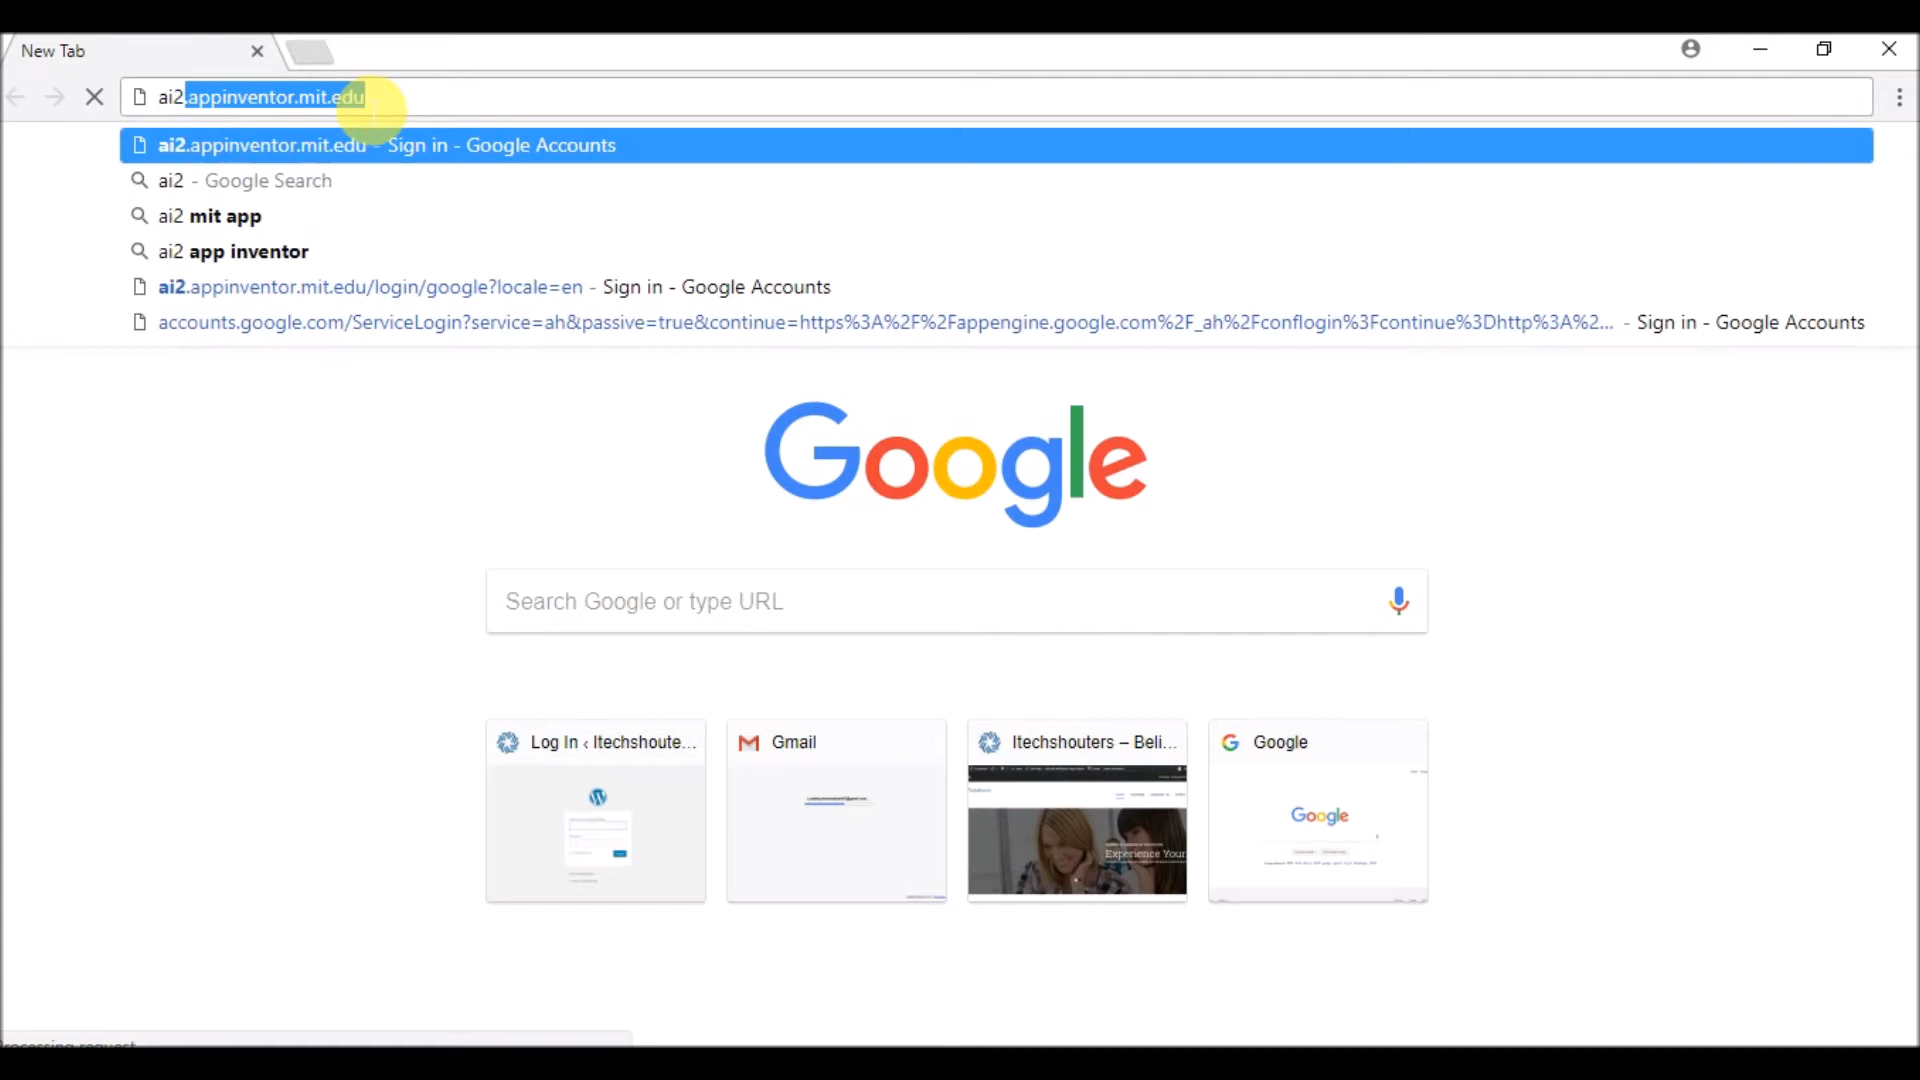 New Tab
ai2.appinventor.mit.edu
ai2.appinventor.mit.edu - Sign in - Google Accounts
ai2 - Google Search
ai2 mit app
ai2 app inventor
ai2.appinventor.mit.edu/login/google?locale=en - Sign in - Google Accounts
accounts.google.com/ServiceLogin?service=ah&passive=true&continue=https%3A%2F%2Fappengine.google.com%2F_ah%2Fconflogin%3Fcontinue%3Dhttp%3A%2... - Sign in - Google Accounts
Google
Search Google or type URL
Log In ‹ Itechshoute...
Gmail
Itechshouters – Beli...
Google
Experience Your
Google